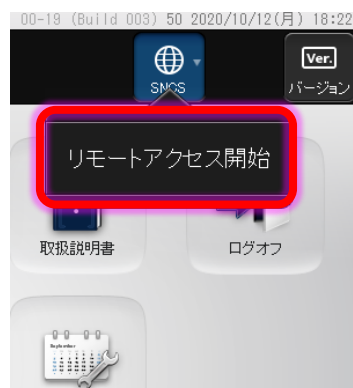 00-19 (Build 003) 50 2020/10/12(月) 18:22
SNCS
Ver.
バージョン
リモートアクセス開始
取扱説明書
ログオフ
September